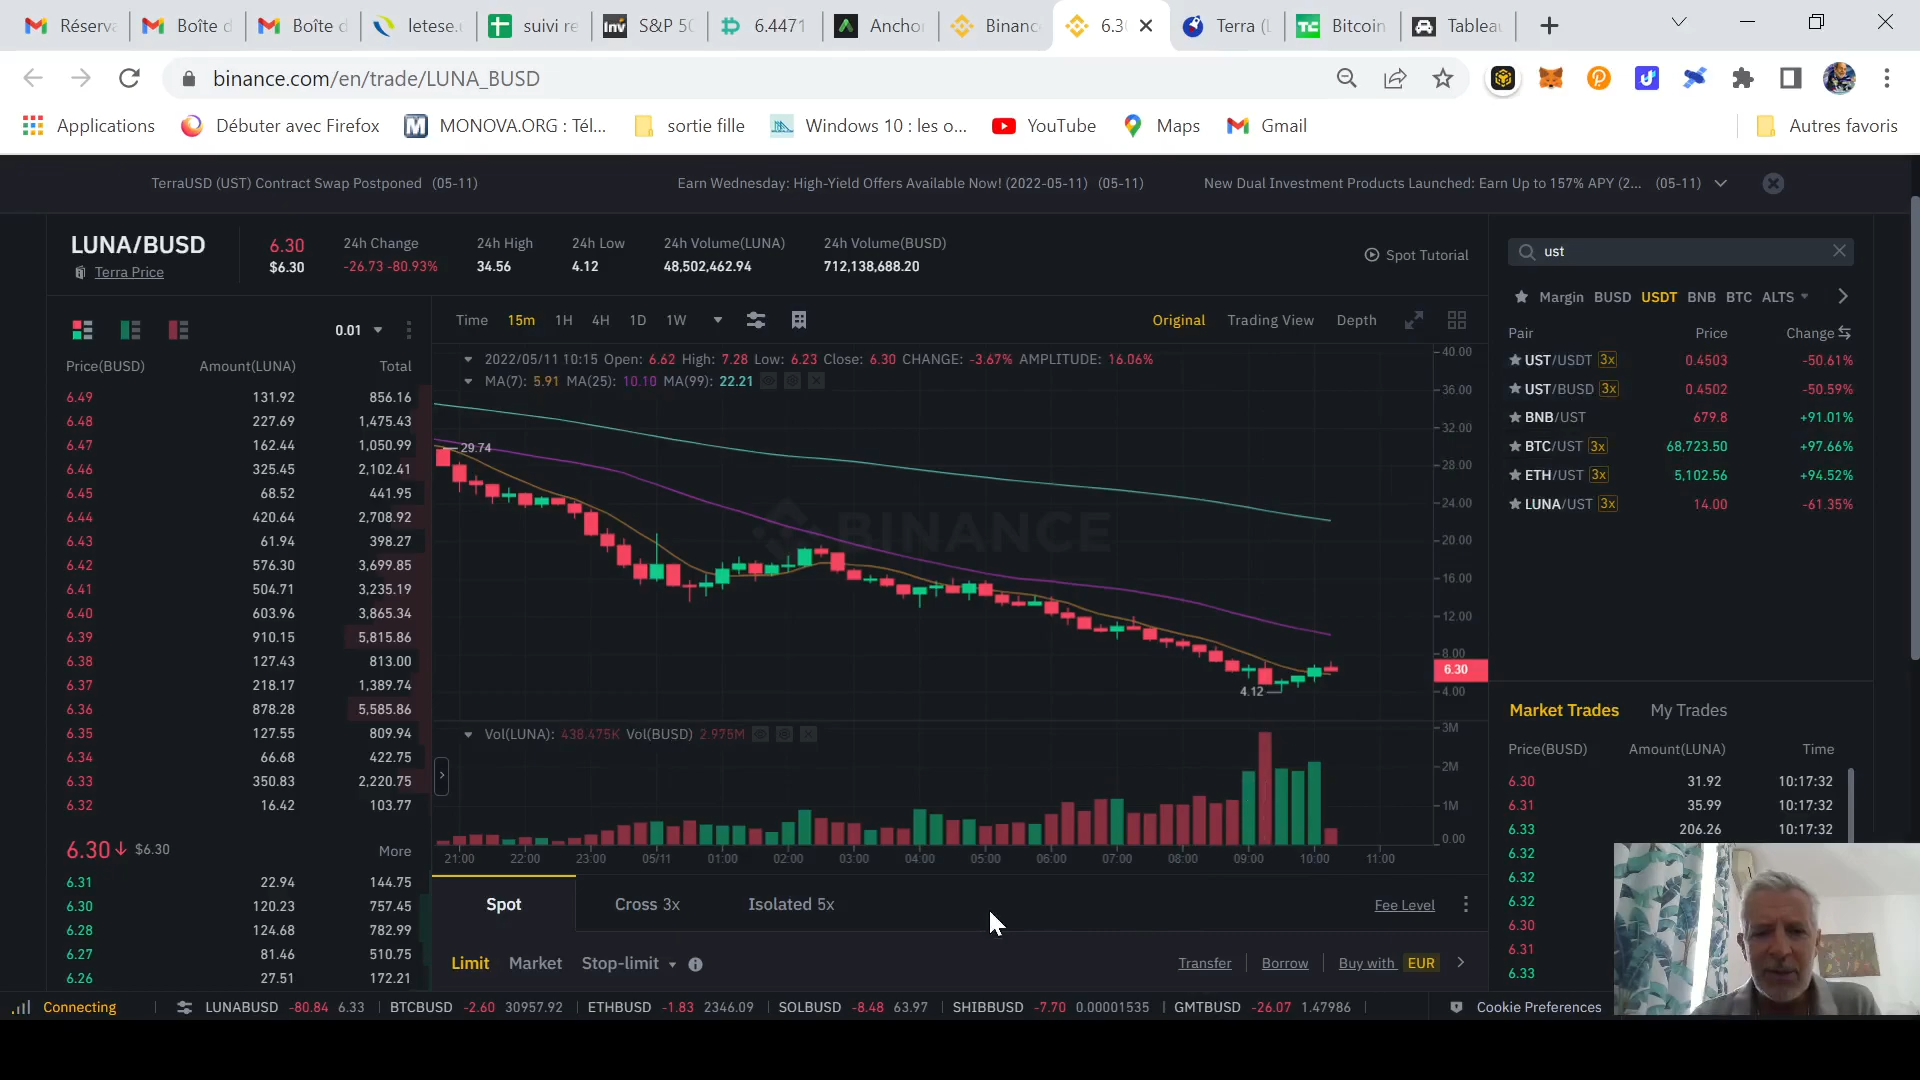 Réserva
Boîte d
Boîte d
letese.
suivi re
S&P 50
6.4471
Ancho
Binanc
6.3
Terra (L
Bitcoin
Tableau
binance.com/en/trade/LUNA_BUSD
Applications
Débuter avec Firefox
MONOVA.ORG : Tél...
sortie fille
Windows 10 : les o...
YouTube
Maps
Gmail
Autres favoris
TerraUSD (UST) Contract Swap Postponed (05-11)
Earn Wednesday: High-Yield Offers Available Now! (2022-05-11) (05-11)
New Dual Investment Products Launched: Earn Up to 157% APY (2... (05-11)
LUNA/BUSD
Terra Price
6.30
$6.30
24h Change
-26.73 -80.93%
24h High
34.56
24h Low
4.12
24h Volume(LUNA)
48,502,462.94
24h Volume(BUSD)
712,138,688.20
Spot Tutorial
0.01
Price(BUSD) Amount(LUNA) Total
6.49 131.92 856.16
6.48 227.69 1,475.43
6.47 162.44 1,050.99
6.46 325.45 2,102.41
6.45 68.52 441.95
6.44 420.64 2,708.92
6.43 61.94 398.27
6.42 576.30 3,699.85
6.41 504.71 3,235.19
6.40 603.96 3,865.34
6.39 910.15 5,815.86
6.38 127.43 813.00
6.37 218.17 1,389.74
6.36 878.28 5,585.86
6.35 127.55 809.94
6.34 66.68 422.75
6.33 350.83 2,220.75
6.32 16.42 103.77
6.30 $6.30 More
6.31 22.94 144.75
6.30 120.23 757.45
6.28 124.68 782.99
6.27 81.46 510.75
6.26 27.51 172.21
Time 15m 1H 4H 1D 1W
Original Trading View Depth
2022/05/11 10:15 Open: 6.62 High: 7.28 Low: 6.23 Close: 6.30 CHANGE: -3.67% AMPLITUDE: 16.06%
MA(7): 5.91 MA(25): 10.10 MA(99): 22.21
29.74
BINANCE
4.12
40.00
36.00
32.00
28.00
24.00
20.00
16.00
12.00
8.00
6.30
4.00
Vol(LUNA): 438.475K Vol(BUSD) 2.975M
3M
2M
1M
0.00
21:00 22:00 23:00 05/11 01:00 02:00 03:00 04:00 05:00 06:00 07:00 08:00 09:00 10:00 11:00
Spot Cross 3x Isolated 5x Fee Level
Limit Market Stop-limit Transfer Borrow Buy with EUR
ust
Margin BUSD USDT BNB BTC ALTS
Pair Price Change
UST/USDT 3x 0.4503 -50.61%
UST/BUSD 3x 0.4502 -50.59%
BNB/UST 679.8 +91.01%
BTC/UST 3x 68,723.50 +97.66%
ETH/UST 3x 5,102.56 +94.52%
LUNA/UST 3x 14.00 -61.35%
Market Trades My Trades
Price(BUSD) Amount(LUNA) Time
6.30 31.92 10:17:32
6.31 35.99 10:17:32
6.33 206.26 10:17:32
6.32
6.32
6.32
6.30
6.31
6.33
Connecting
LUNABUSD -80.84 6.33
BTCBUSD -2.60 30957.92
ETHBUSD -1.83 2346.09
SOLBUSD -8.48 63.97
SHIBBUSD -7.70 0.00001535
GMTBUSD -26.07 1.47986
Cookie Preferences